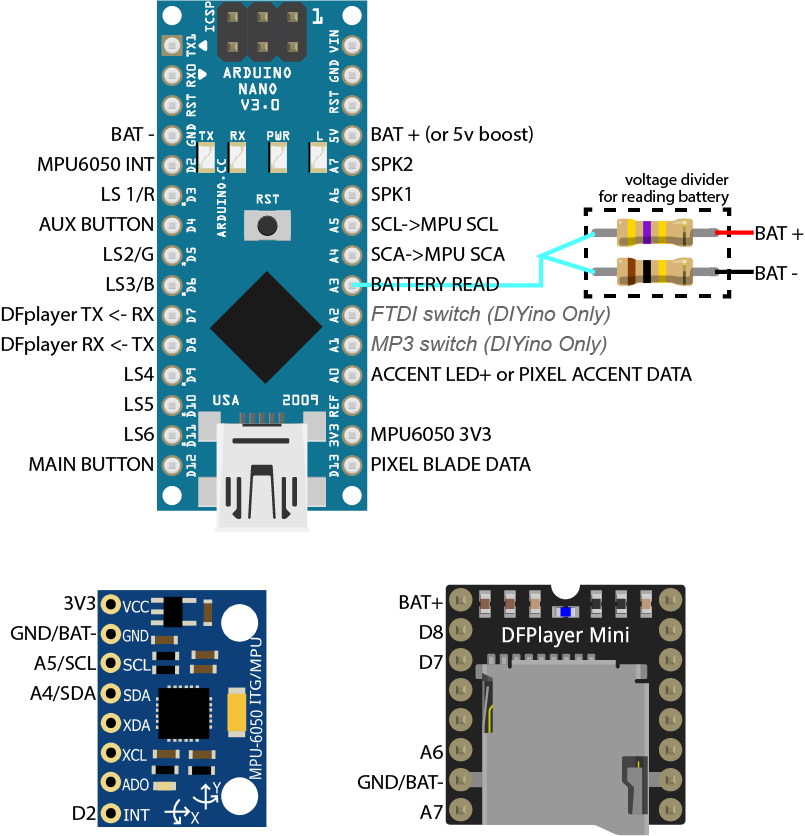 ICSP
1
TX1
VIN
RX0
GND
RST
RST
ARDUINO
NANO
V3.0
BAT -
GND
TX
RX
PWR
L
5V
BAT + (or 5v boost)
MPU6050 INT
D2
A7
SPK2
LS 1/R
D3
ARDUINO.CC
RST
A6
SPK1
AUX BUTTON
D4
A5
SCL->MPU SCL
LS2/G
D5
A4
SCA->MPU SCA
LS3/B
D6
A3
BATTERY READ
DFplayer TX <- RX
D7
A2
FTDI switch (DIYino Only)
DFplayer RX <- TX
D8
A1
MP3 switch (DIYino Only)
LS4
D9
A0
ACCENT LED+ or PIXEL ACCENT DATA
LS5
D10
USA
2009
REF
LS6
D11
3V3
MPU6050 3V3
MAIN BUTTON
D12
D13
PIXEL BLADE DATA
voltage divider
for reading battery
BAT +
BAT -
3V3
VCC
GND/BAT-
GND
A5/SCL
SCL
A4/SDA
SDA
XDA
XCL
ADO
D2
INT
MPU-6050 ITG/MPU
Y
X
BAT+
D8
D7
A6
GND/BAT-
A7
DFPlayer Mini